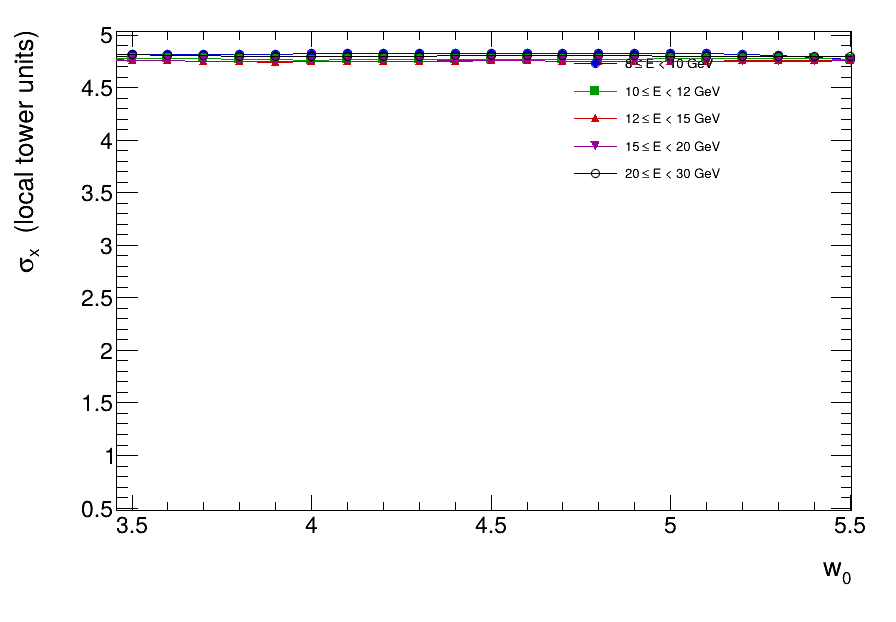 σx (local tower units)
5
4.5
4
3.5
3
2.5
2
1.5
1
0.5
8 ≤ E < 10 GeV
10 ≤ E < 12 GeV
12 ≤ E < 15 GeV
15 ≤ E < 20 GeV
20 ≤ E < 30 GeV
3.5 4 4.5 5 5.5
w0